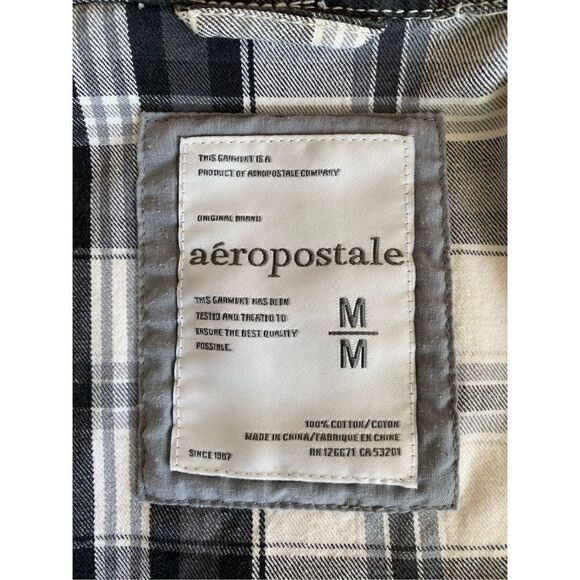 THIS GARMENT IS A
PRODUCT OF AEROPOSTALE COMPANY
ORIGINAL BRAND
aéropostale
THIS GARMENT HAS BEEN
TESTED AND TREATED TO
ENSURE THE BEST QUALITY
POSSIBLE.
M
M
100% COTTON/COTON
MADE IN CHINA/FABRIQUE EN CHINE
SINCE 1987
RN 126671 CA 53201